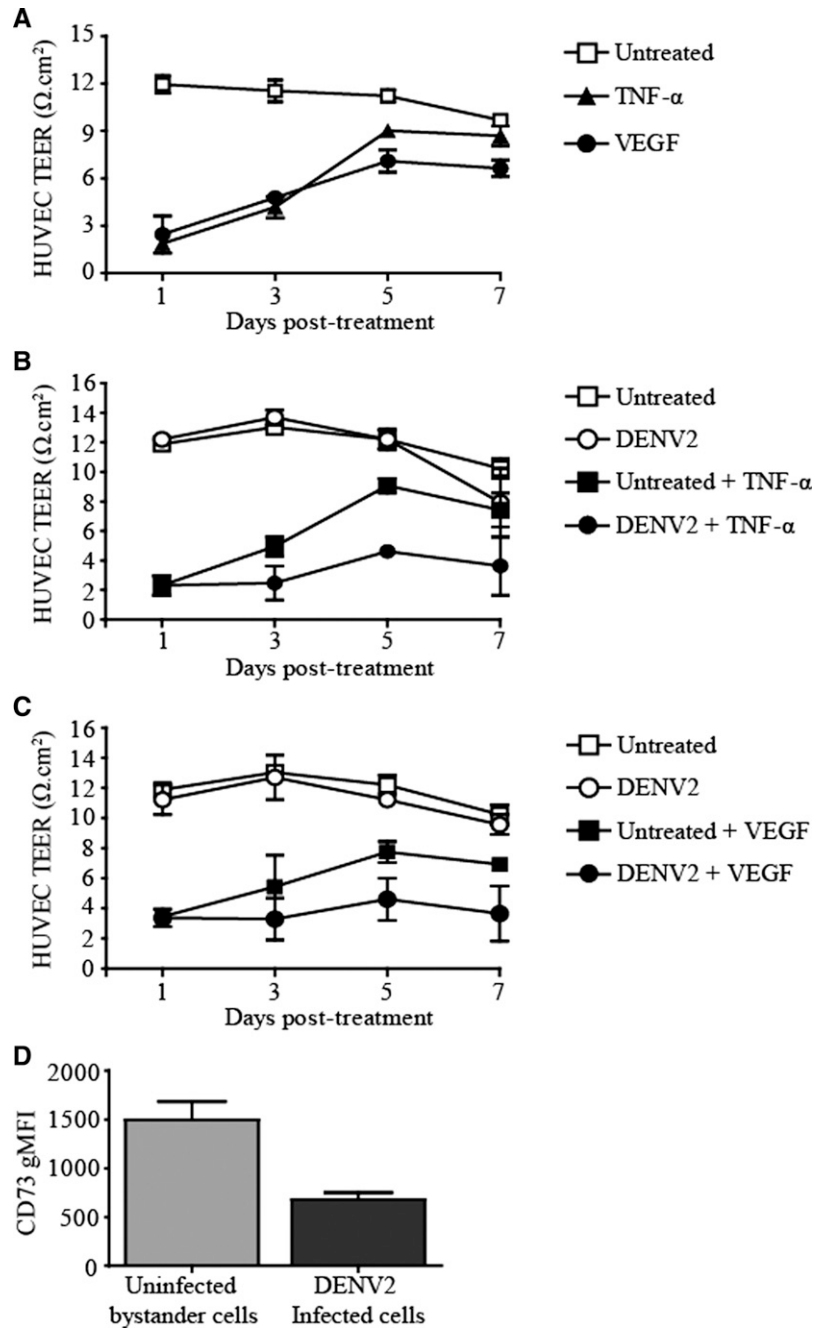 A
HUVEC TEER (Ω.cm²)
15
12
9
6
3
0
1 3 5 7
Days post-treatment
Untreated
TNF-α
VEGF
B
HUVEC TEER (Ω.cm²)
16
14
12
10
8
6
4
2
0
1 3 5 7
Days post-treatment
Untreated
DENV2
Untreated + TNF-α
DENV2 + TNF-α
C
HUVEC TEER (Ω.cm²)
16
14
12
10
8
6
4
2
0
1 3 5 7
Days post-treatment
Untreated
DENV2
Untreated + VEGF
DENV2 + VEGF
D
CD73 gMFI
2000
1500
1000
500
0
Uninfected
bystander cells
DENV2
Infected cells